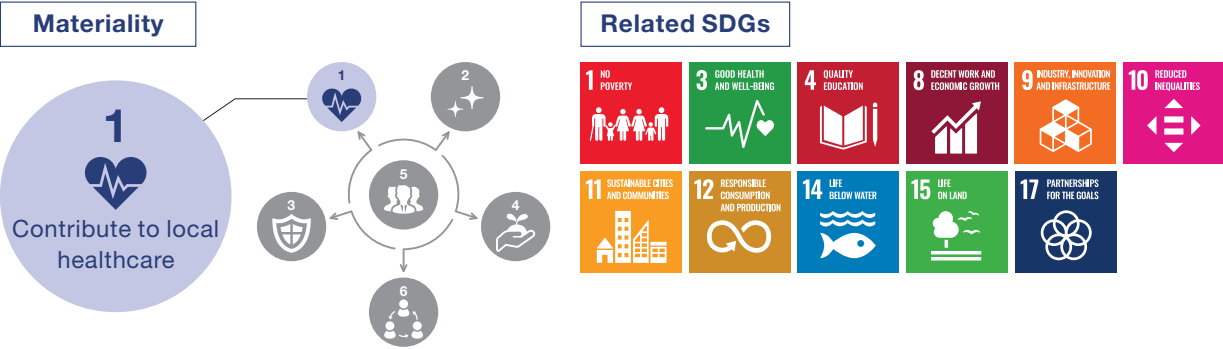 Materiality
1
Contribute to local
healthcare
1
2
3
4
5
6
Related SDGs
1 NO
POVERTY
3 GOOD HEALTH
AND WELL-BEING
4 QUALITY
EDUCATION
8 DECENT WORK AND
ECONOMIC GROWTH
9 INDUSTRY, INNOVATION
AND INFRASTRUCTURE
10 REDUCED
INEQUALITIES
11 SUSTAINABLE CITIES
AND COMMUNITIES
12 RESPONSIBLE
CONSUMPTION
AND PRODUCTION
14 LIFE
BELOW WATER
15 LIFE
ON LAND
17 PARTNERSHIPS
FOR THE GOALS